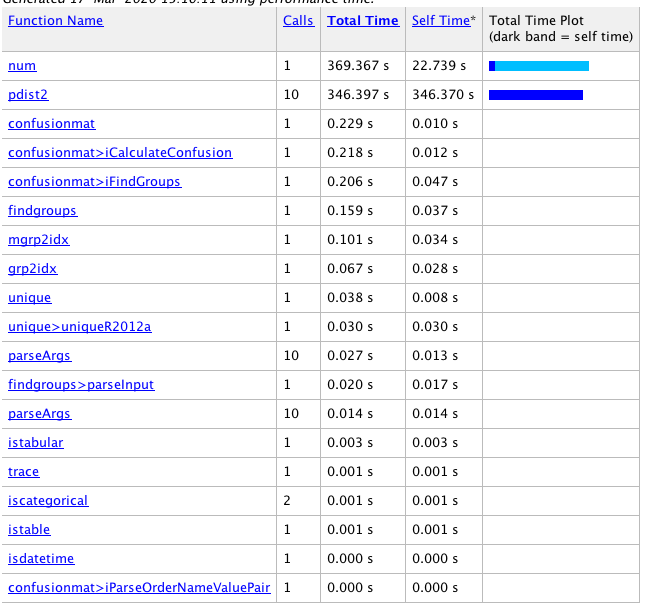 Generated 17-Mar-2020 19:10:11 using performance time.
Function Name Calls Total Time Self Time* Total Time Plot
(dark band = self time)
num 1 369.367 s 22.739 s
pdist2 10 346.397 s 346.370 s
confusionmat 1 0.229 s 0.010 s
confusionmat>iCalculateConfusion 1 0.218 s 0.012 s
confusionmat>iFindGroups 1 0.206 s 0.047 s
findgroups 1 0.159 s 0.037 s
mgrp2idx 1 0.101 s 0.034 s
grp2idx 1 0.067 s 0.028 s
unique 1 0.038 s 0.008 s
unique>uniqueR2012a 1 0.030 s 0.030 s
parseArgs 10 0.027 s 0.013 s
findgroups>parseInput 1 0.020 s 0.017 s
parseArgs 10 0.014 s 0.014 s
istabular 1 0.003 s 0.003 s
trace 1 0.001 s 0.001 s
iscategorical 2 0.001 s 0.001 s
istable 1 0.001 s 0.001 s
isdatetime 1 0.000 s 0.000 s
confusionmat>iParseOrderNameValuePair 1 0.000 s 0.000 s